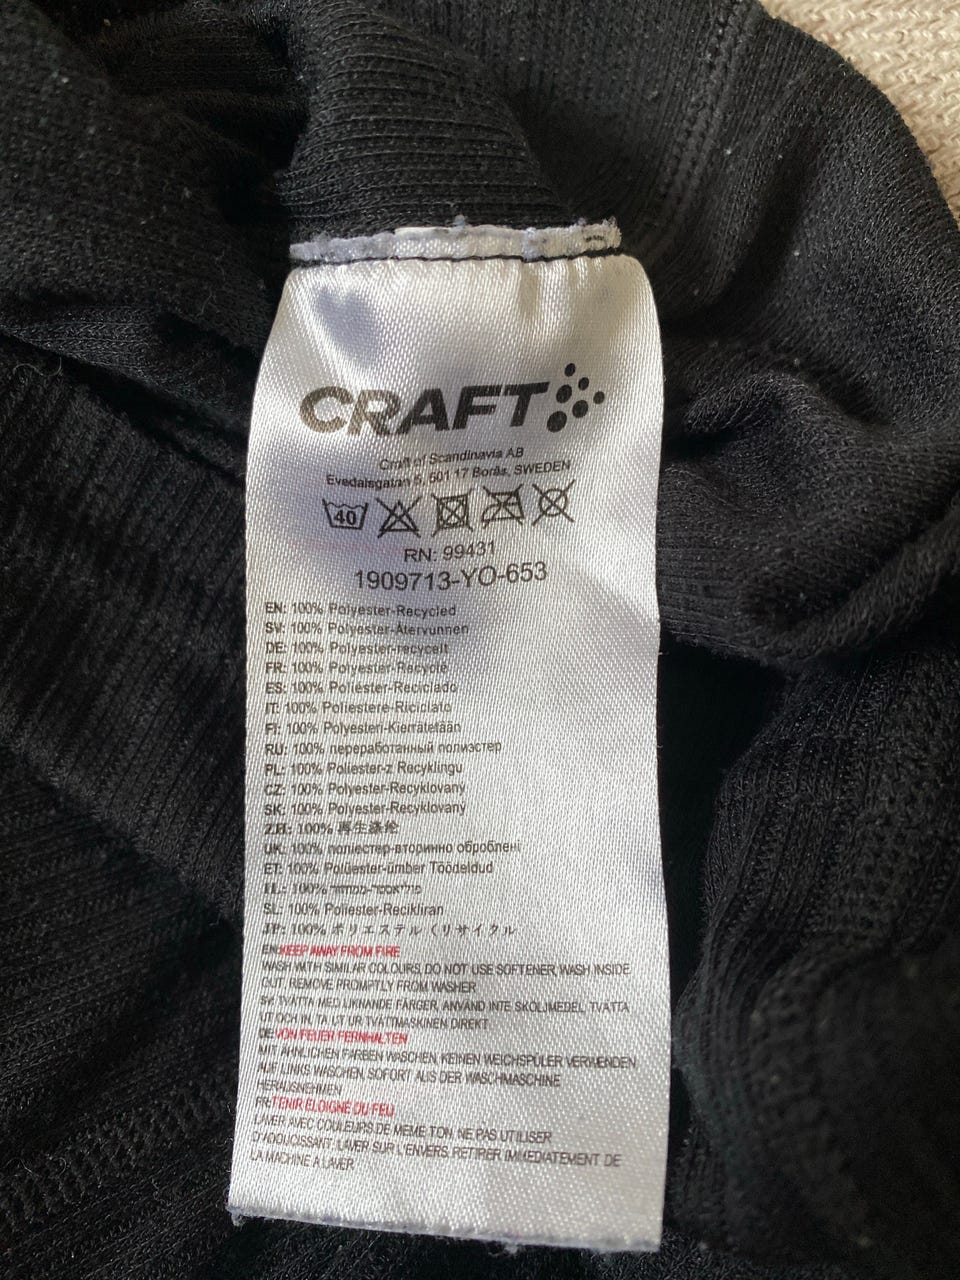 CRAFT
Craft of Scandinavia AB
Evedalsgatan 5, 501 17 Borås, SWEDEN
40
RN: 99431
1909713-YO-653
EN: 100% Polyester-Recycled
SV: 100% Polyester-Återvunnen
DE: 100% Polyester-recycelt
FR: 100% Polyester-Recyclé
ES: 100% Poliester-Reciclado
IT: 100% Poliestere-Riciclato
FI: 100% Polyesteri-Kierrätetään
RU: 100% переработанный полиэстер
PL: 100% Poliester-z Recyklingu
CZ: 100% Polyester-Recyklovaný
SK: 100% Polyester-Recyklovaný
ZH: 100% 再生涤纶
UK: 100% поліестер-вторинно оброблені
ET: 100% Polüester-ümber Töödeldud
IL: 100% פוליאסטר-ממוחזר
SL: 100% Poliester-Recikliran
JP: 100% ポリエステル (リサイクル
EN:KEEP AWAY FROM FIRE
WASH WITH SIMILAR COLOURS, DO NOT USE SOFTENER, WASH INSIDE
OUT, REMOVE PROMPTLY FROM WASHER
SV: TVÄTTA MED LIKNANDE FÄRGER, ANVÄND INTE SKÖLJMEDEL, TVÄTTA
UT OCH IN, TA UT UR TVÄTTMASKINEN DIREKT
DE:VON FEUER FERNHALTEN
MIT ÄHNLICHEN FARBEN WASCHEN, KEINEN WEICHSPÜLER VERWENDEN
AUF LINKS WASCHEN, SOFORT AUS DER WASCHMASCHINE
HERAUSNEHMEN
FR:TENIR ÉLOIGNÉ DU FEU
LAVER AVEC COULEURS DE MEME TON, NE PAS UTILISER
D'ADOUCISSANT, LAVER SUR L'ENVERS, RETIRER IMMEDIATEMENT DE
LA MACHINE A LAVER